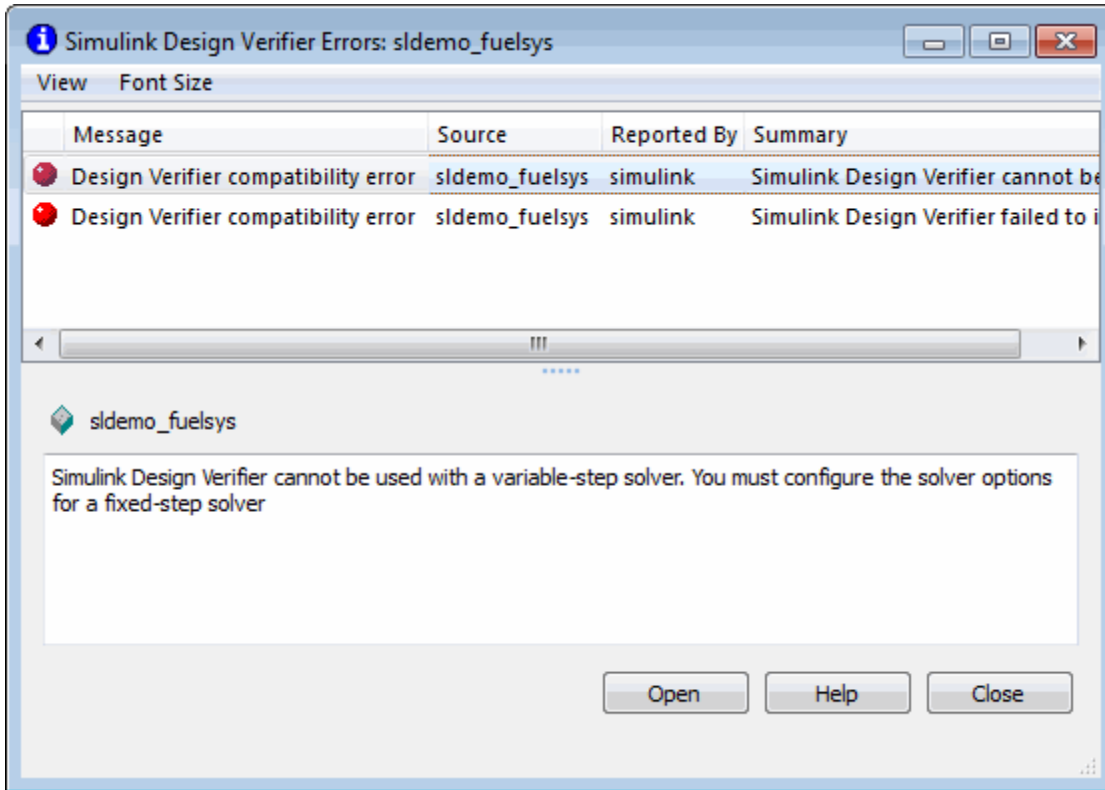 Simulink Design Verifier Errors: sldemo_fuelsys
View Font Size
Message Source Reported By Summary
Design Verifier compatibility error sldemo_fuelsys simulink Simulink Design Verifier cannot be
Design Verifier compatibility error sldemo_fuelsys simulink Simulink Design Verifier failed to i
sldemo_fuelsys
Simulink Design Verifier cannot be used with a variable-step solver. You must configure the solver options
for a fixed-step solver
Open Help Close